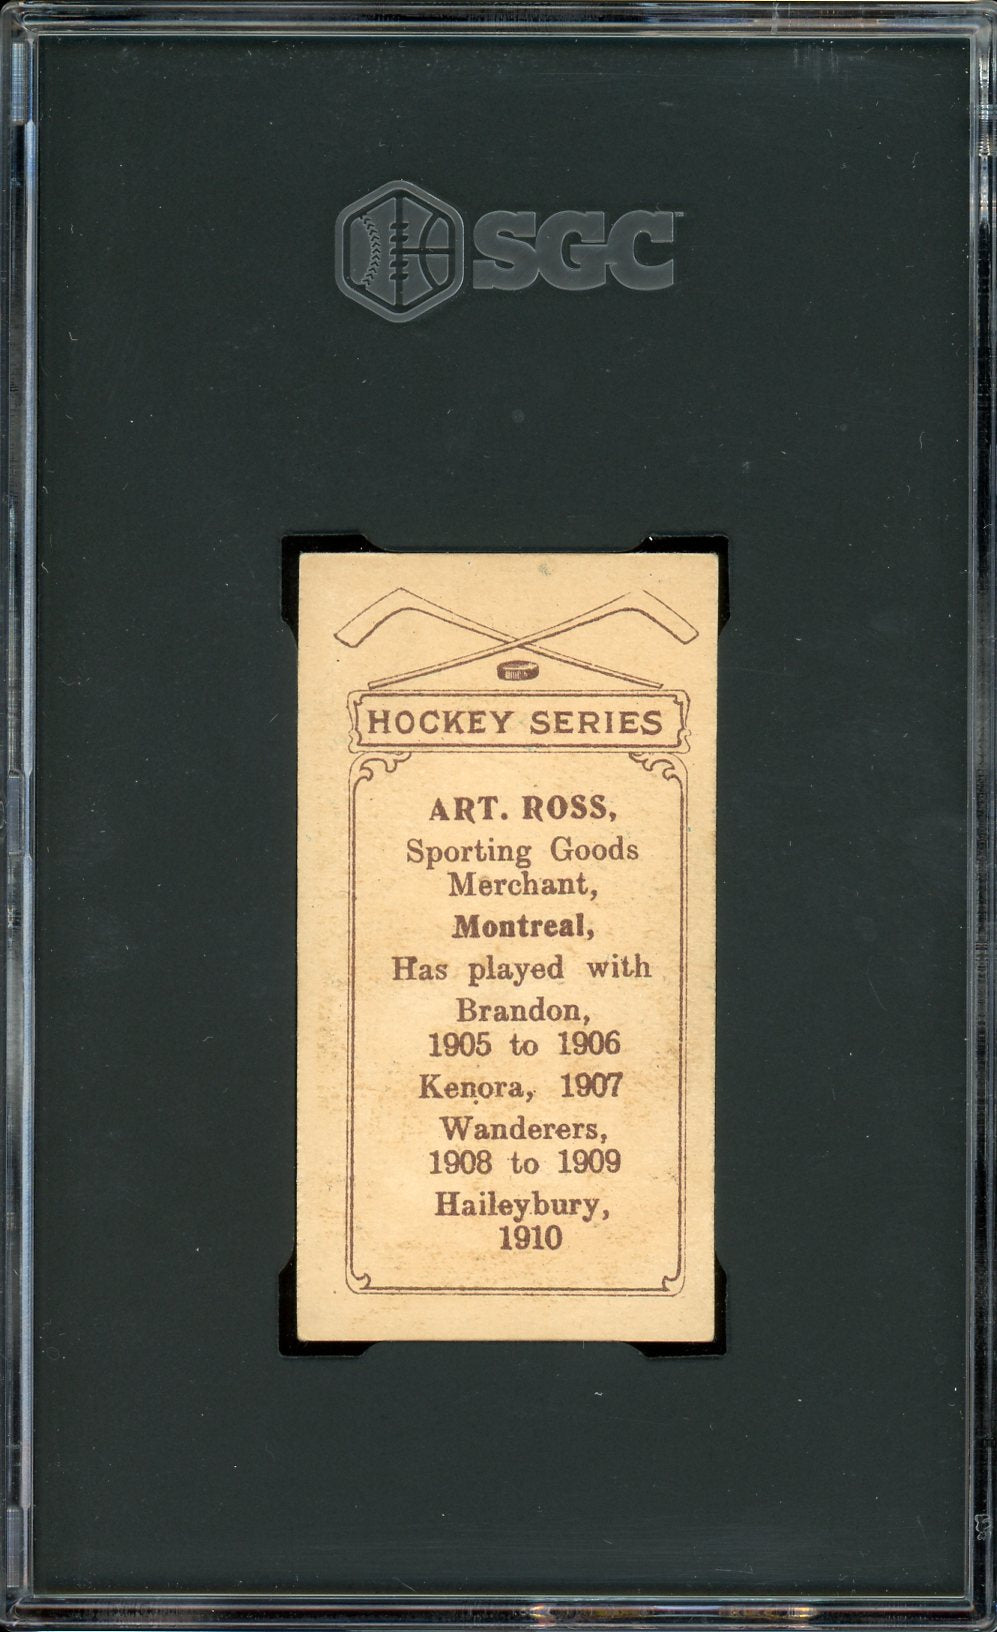 SGC
HOCKEY SERIES
ART. ROSS,
Sporting Goods
Merchant,
Montreal,
Has played with
Brandon,
1905 to 1906
Kenora, 1907
Wanderers,
1908 to 1909
Haileybury,
1910